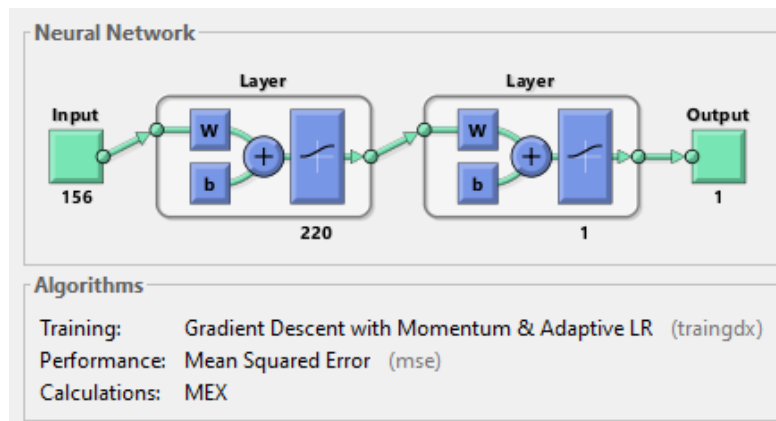 Neural Network
Layer
Layer
Input
Output
W
W
b
b
156
220
1
1
Algorithms
Training: Gradient Descent with Momentum & Adaptive LR (traingdx)
Performance: Mean Squared Error (mse)
Calculations: MEX